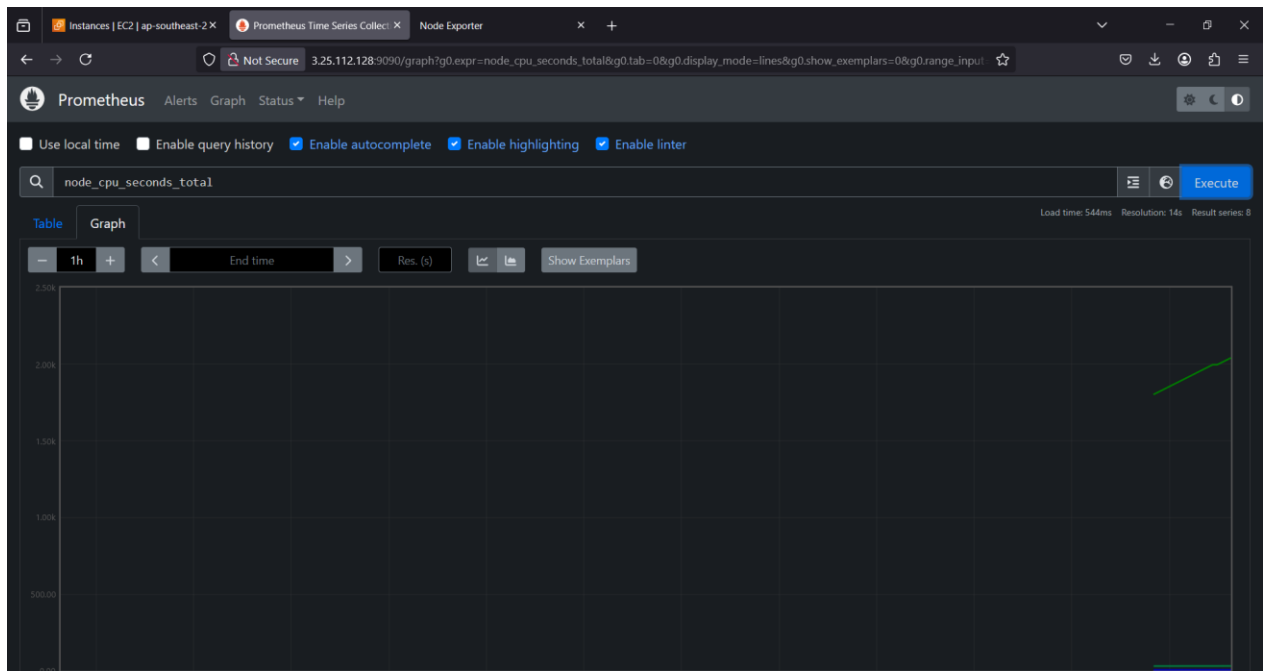 Instances | EC2 | ap-southeast-2
Prometheus Time Series Collect
Node Exporter
Not Secure 3.25.112.128:9090/graph?g0.expr=node_cpu_seconds_total&g0.tab=0&g0.display_mode=lines&g0.show_exemplars=0&g0.range_input
Prometheus Alerts Graph Status Help
Use local time Enable query history Enable autocomplete Enable highlighting Enable linter
node_cpu_seconds_total
Execute
Load time: 544ms Resolution: 14s Result series: 8
Table Graph
1h End time Res. (s) Show Exemplars
2.50k
2.00k
1.50k
1.00k
500.00
0.00